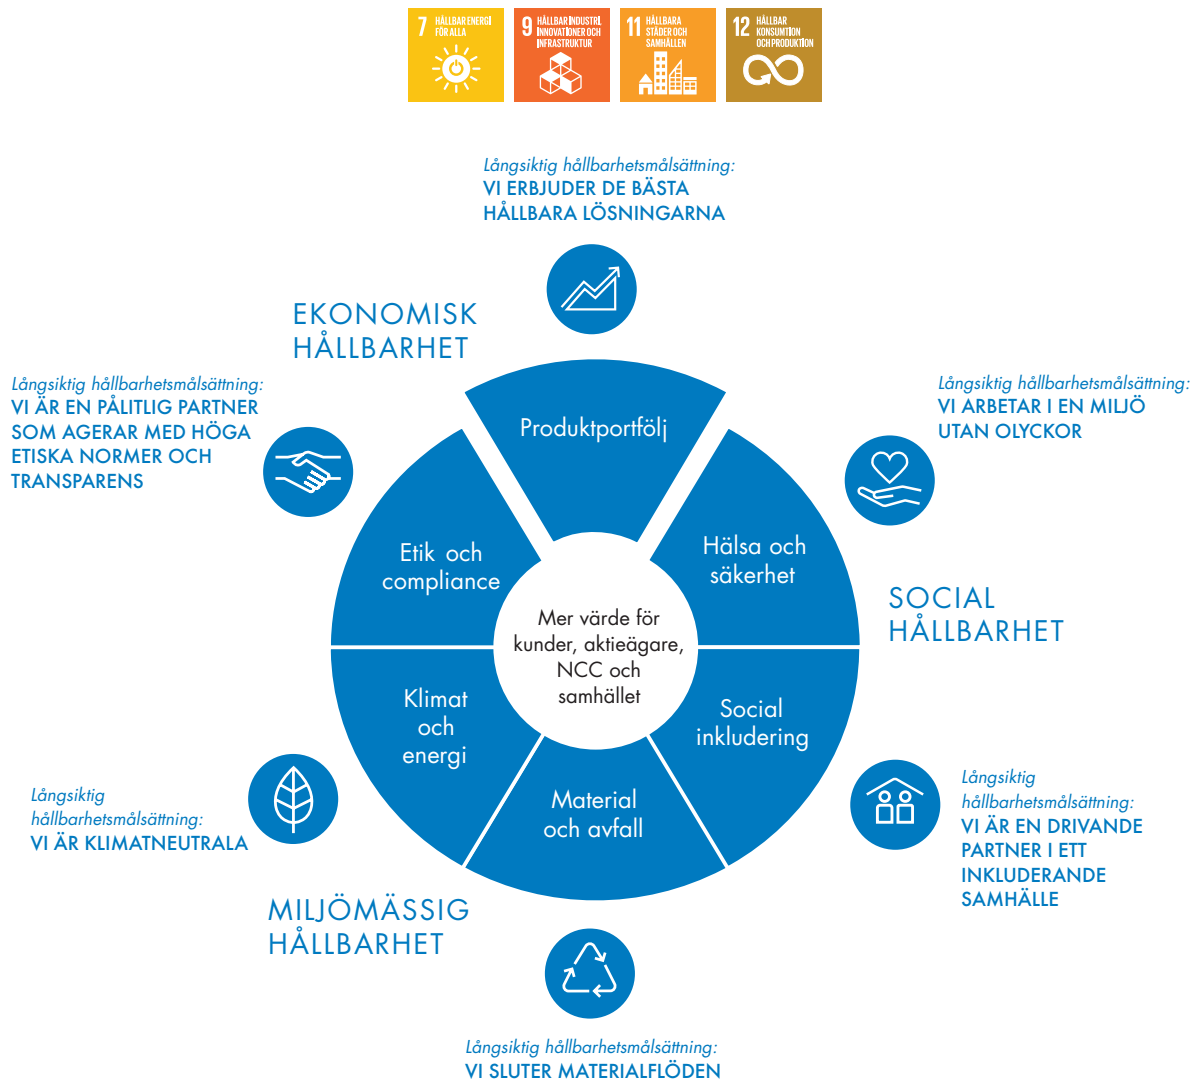 7 HÅLLBAR ENERGI
FÖR ALLA
9 HÅLLBAR INDUSTRI,
INNOVATIONER OCH
INFRASTRUKTUR
11 HÅLLBARA
STÄDER OCH
SAMHÄLLEN
12 HÅLLBAR
KONSUMTION
OCH PRODUKTION
Långsiktig hållbarhetsmålsättning:
VI ERBJUDER DE BÄSTA
HÅLLBARA LÖSNINGARNA
EKONOMISK
HÅLLBARHET
Långsiktig hållbarhetsmålsättning:
VI ÄR EN PÅLITLIG PARTNER
SOM AGERAR MED HÖGA
ETISKA NORMER OCH
TRANSPARENS
Långsiktig hållbarhetsmålsättning:
VI ARBETAR I EN MILJÖ
UTAN OLYCKOR
Produktportfölj
Etik och
compliance
Hälsa och
säkerhet
SOCIAL
HÅLLBARHET
Mer värde för
kunder, aktieägare,
NCC och
samhället
Klimat
och
energi
Social
inkludering
Material
och avfall
Långsiktig
hållbarhetsmålsättning:
VI ÄR KLIMATNEUTRALA
Långsiktig
hållbarhetsmålsättning:
VI ÄR EN DRIVANDE
PARTNER I ETT
INKLUDERANDE
SAMHÄLLE
MILJÖMÄSSIG
HÅLLBARHET
Långsiktig hållbarhetsmålsättning:
VI SLUTER MATERIALFLÖDEN